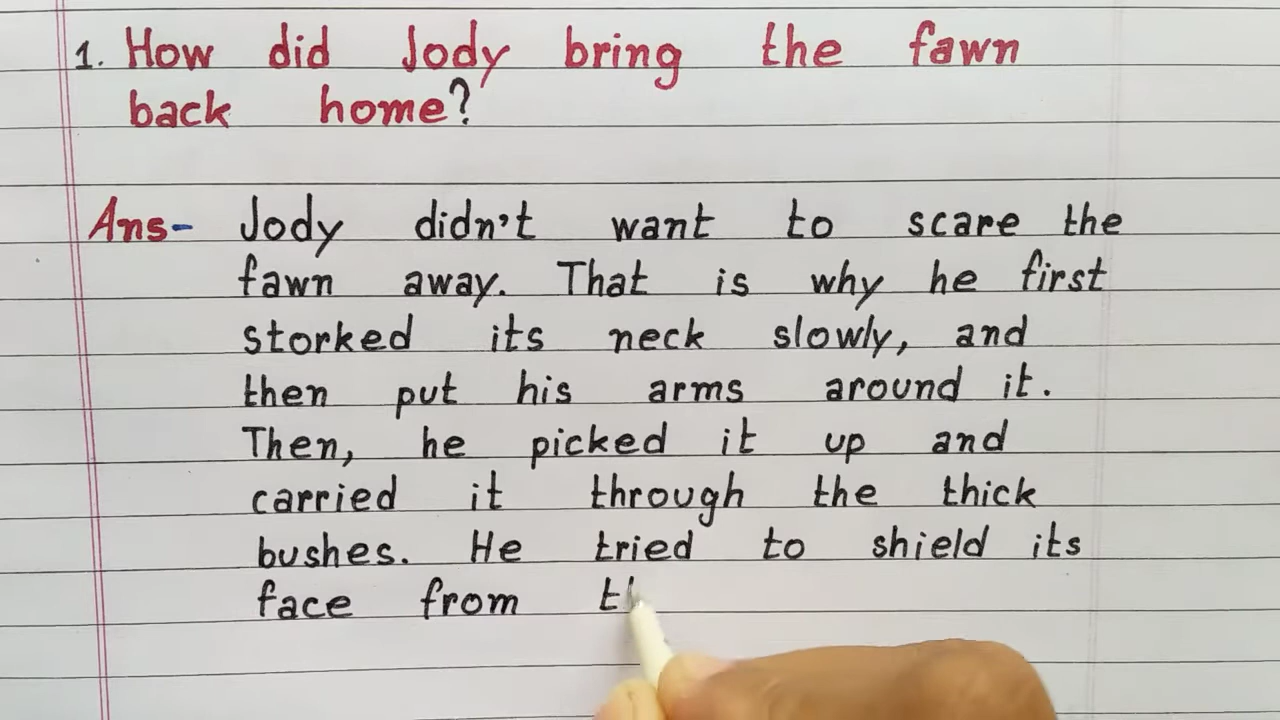 1. How did Jody bring the fawn
back home?
Ans- Jody didn't want to scare the
fawn away. That is why he first
storked its neck slowly, and
then put his arms around it.
Then, he picked it up and
carried it through the thick
bushes. He tried to shield its
face from